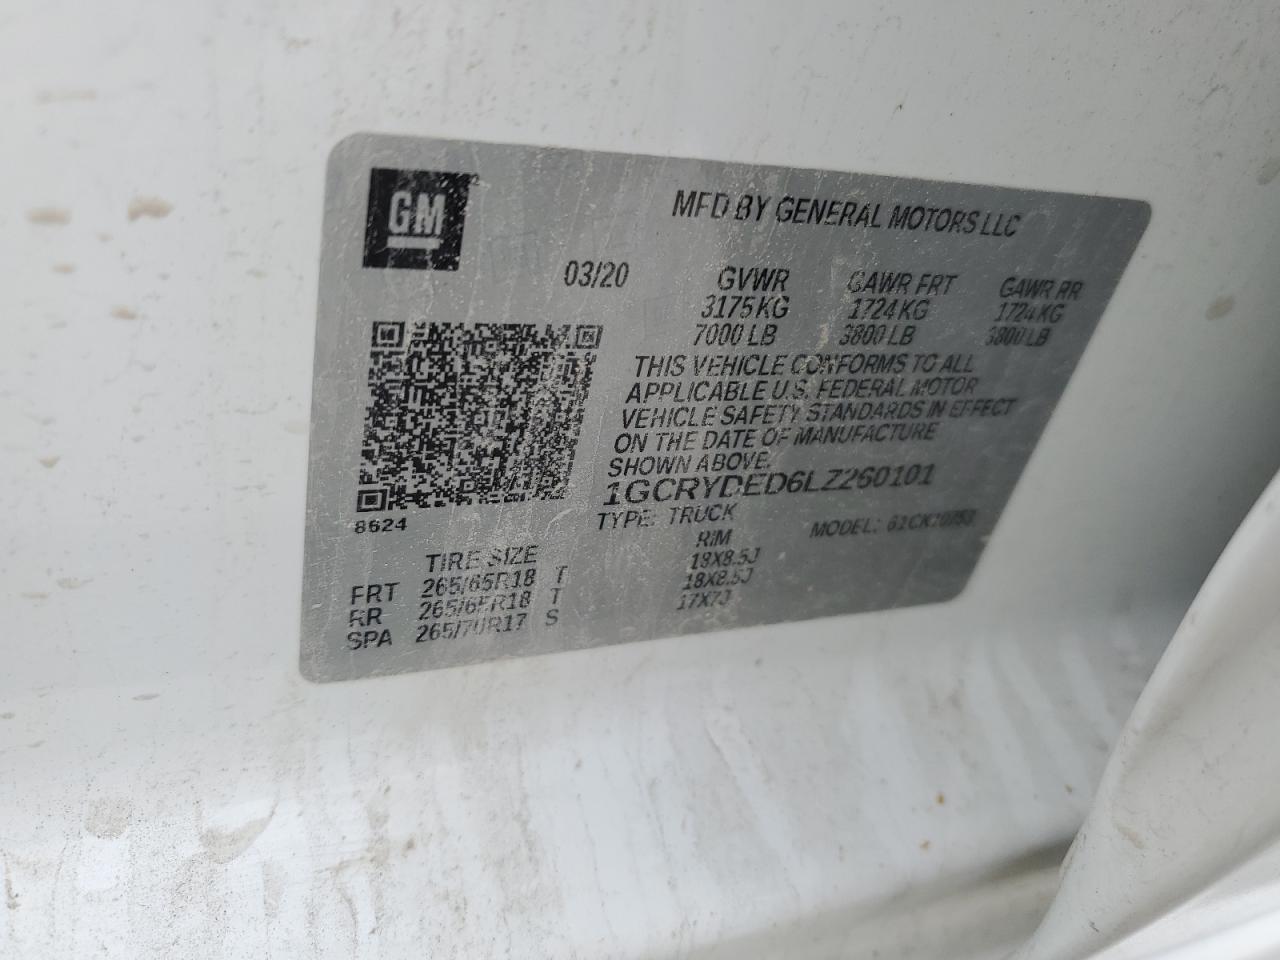 GM
MFD BY GENERAL MOTORS LLC
03/20 GVWR GAWR FRT GAWR RR
3175KG 1724KG 1724KG
7000 LB 3800 LB 3800 LB
THIS VEHICLE CONFORMS TO ALL
APPLICABLE U.S. FEDERAL MOTOR
VEHICLE SAFETY STANDARDS IN EFFECT
ON THE DATE OF MANUFACTURE
SHOWN ABOVE.
1GCRYDED6LZ260101
8624
TYPE: TRUCK MODEL:
TIRE SIZE RIM
FRT 265/65R18 T 18X8.5J
RR 265/65R18 T 18X8.5J
SPA 265/70R17 S 17X7J